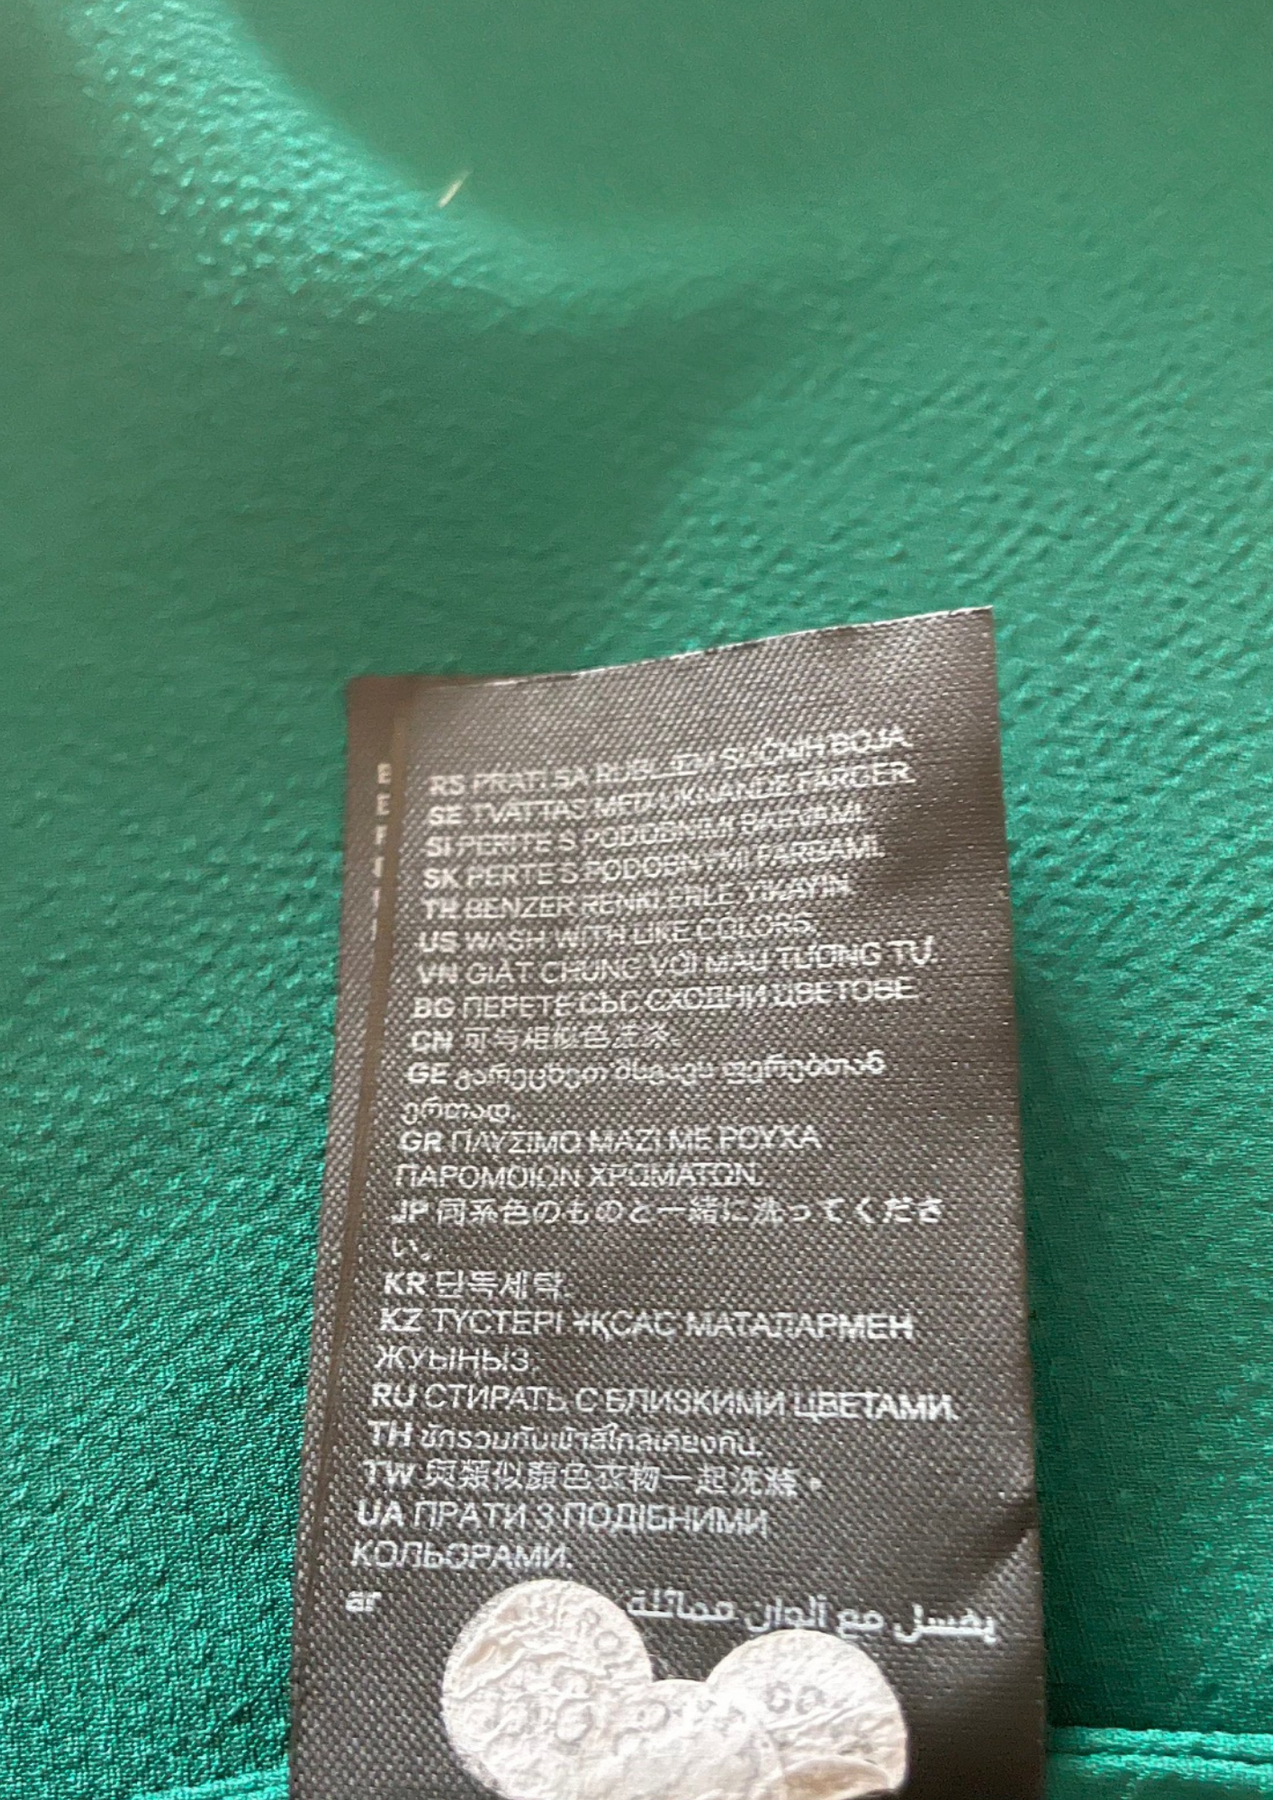 RS PRATI SA RUBLJEM SLIČNIH BOJA.
SE TVÄTTAS MED LIKNANDE FÄRGER.
SI PERITE S PODOBNIMI BARVAMI.
SK PERTE S PODOBNÝMI FARBAMI.
TR BENZER RENKLERLE YIKAYIN.
US WASH WITH LIKE COLORS.
VN GIẶT CHUNG VỚI MÀU TƯƠNG TỰ.
BG ПЕРЕТЕ СЪС СХОДНИ ЦВЕТОВЕ.
CN 可与相似色洗涤。
GE გარეცხეთ მსგავს ფერებთან
ერთად.
GR ΠΛΥΣΙΜΟ ΜΑΖΙ ΜΕ ΡΟΥΧΑ
ΠΑΡΟΜΟΙΩΝ ΧΡΩΜΑΤΩΝ.
JP 同系色のものと一緒に洗ってくださ
い。
KR 단독세탁.
KZ ТҮСТЕРІ ҰҚСАС МАТАЛАРМЕН
ЖУЫҢЫЗ.
RU СТИРАТЬ С БЛИЗКИМИ ЦВЕТАМИ.
TH ซักรวมกับผ้าสีใกล้เคียงกัน.
TW 與類似顏色衣物一起洗滌。
UA ПРАТИ З ПОДІБНИМИ
КОЛЬОРАМИ.
ar يغسل مع ألوان مماثلة